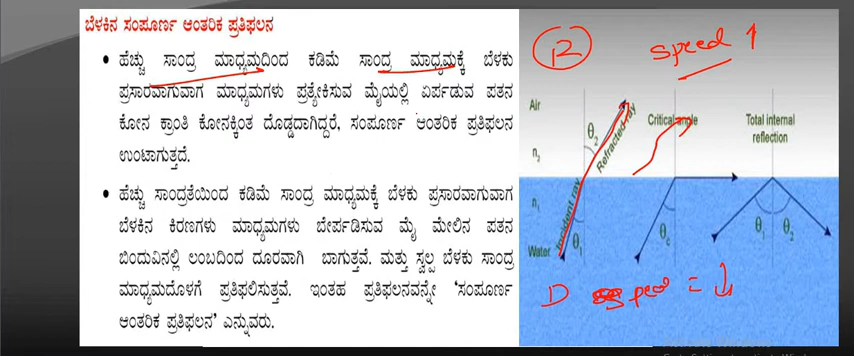 ಬೆಳಕಿನ ಸಂಪೂರ್ಣ ಆಂತರಿಕ ಪ್ರತಿಫಲನ
• ಹೆಚ್ಚು ಸಾಂದ್ರ ಮಾಧ್ಯಮದಿಂದ ಕಡಿಮೆ ಸಾಂದ್ರ ಮಾಧ್ಯಮಕ್ಕೆ ಬೆಳಕು
ಪ್ರಸಾರವಾಗುವಾಗ ಮಾಧ್ಯಮಗಳು ಪ್ರತ್ಯೇಕಿಸುವ ಮೈಯಲ್ಲಿ ಏರ್ಪಡುವ ಪತನ
ಕೋನ ಕ್ರಾಂತಿ ಕೋನಕ್ಕಿಂತ ದೊಡ್ಡದಾಗಿದ್ದರೆ, ಸಂಪೂರ್ಣ ಆಂತರಿಕ ಪ್ರತಿಫಲನ
ಉಂಟಾಗುತ್ತದೆ.
• ಹೆಚ್ಚು ಸಾಂದ್ರತೆಯಿಂದ ಕಡಿಮೆ ಸಾಂದ್ರ ಮಾಧ್ಯಮಕ್ಕೆ ಬೆಳಕು ಪ್ರಸಾರವಾಗುವಾಗ
ಬೆಳಕಿನ ಕಿರಣಗಳು ಮಾಧ್ಯಮಗಳು ಬೇರ್ಪಡಿಸುವ ಮೈ ಮೇಲಿನ ಪತನ
ಬಿಂದುವಿನಲ್ಲಿ ಲಂಬದಿಂದ ದೂರವಾಗಿ ಬಾಗುತ್ತವೆ. ಮತ್ತು ಸ್ವಲ್ಪ ಬೆಳಕು ಸಾಂದ್ರ
ಮಾಧ್ಯಮದೊಳಗೆ ಪ್ರತಿಫಲಿಸುತ್ತವೆ. ಇಂತಹ ಪ್ರತಿಫಲನವನ್ನೇ 'ಸಂಪೂರ್ಣ
ಆಂತರಿಕ ಪ್ರತಿಫಲನ' ಎನ್ನುವರು.
R speed ↑
Air
n₂
n₁
Water
θ₂
Refracted ray
Incident ray
θ₁
Critical angle
θc
Total internal
reflection
θ₁ θ₂
D speed = ↓